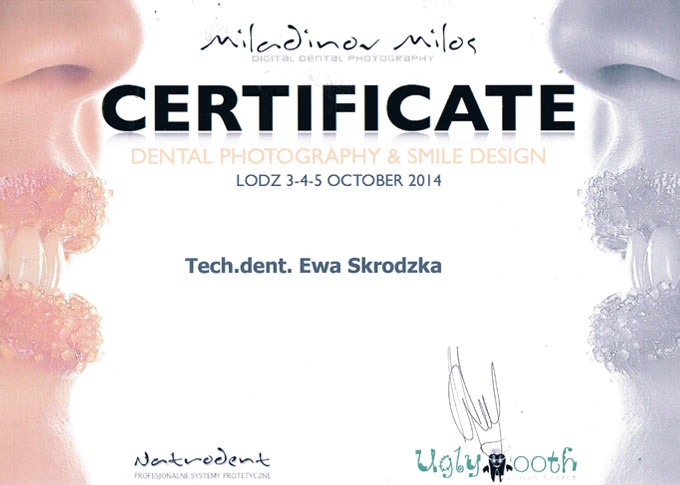 Miladinov Milos
DIGITAL DENTAL PHOTOGRAPHY
CERTIFICATE
DENTAL PHOTOGRAPHY & SMILE DESIGN
LODZ 3-4-5 OCTOBER 2014
Tech.dent. Ewa Skrodzka
Natrodent
PROFESJONALNE SYSTEMY PROTETYCZNE
Ugly Tooth